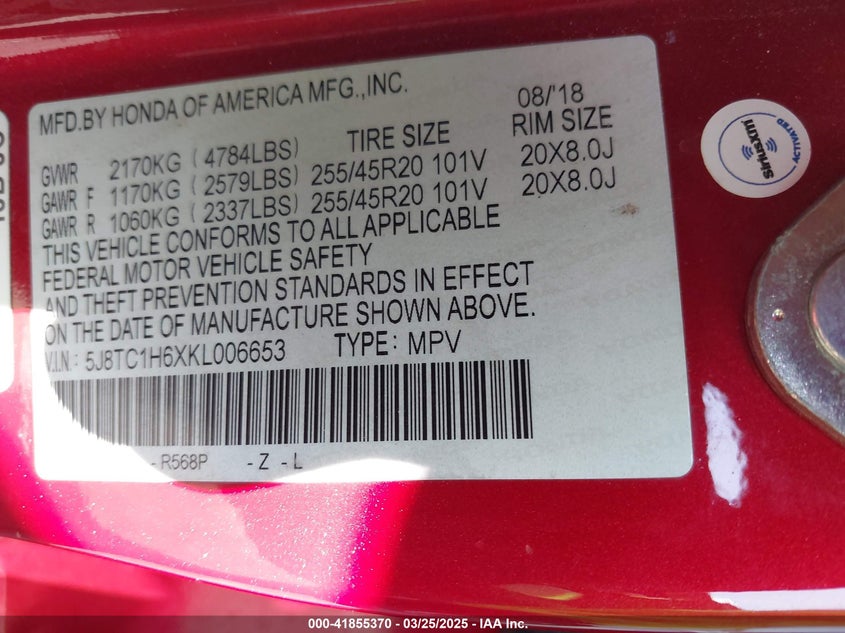 MFD.BY HONDA OF AMERICA MFG.,INC. 08/'18
TIRE SIZE RIM SIZE
GVWR 2170KG (4784LBS)
GAWR F 1170KG (2579LBS) 255/45R20 101V 20X8.0J
GAWR R 1060KG (2337LBS) 255/45R20 101V 20X8.0J
THIS VEHICLE CONFORMS TO ALL APPLICABLE
FEDERAL MOTOR VEHICLE SAFETY
AND THEFT PREVENTION STANDARDS IN EFFECT
ON THE DATE OF MANUFACTURE SHOWN ABOVE.
V.I.N: 5J8TC1H6XKL006653 TYPE: MPV
- R568P - Z - L
ACTIVATED
siriusxm
000-41855370 — 03/25/2025 — IAA Inc.